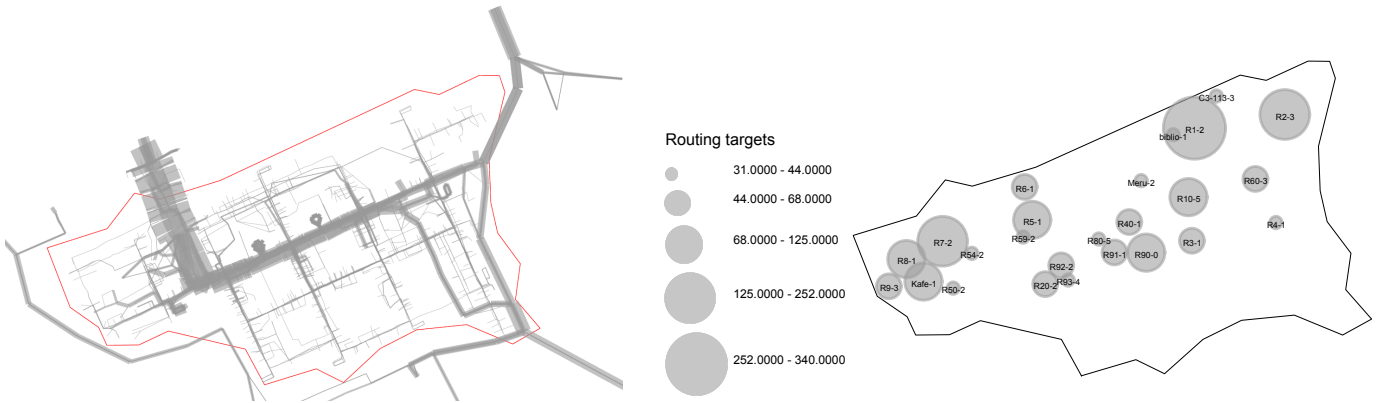 Routing targets
31.0000 - 44.0000
44.0000 - 68.0000
68.0000 - 125.0000
125.0000 - 252.0000
252.0000 - 340.0000
C3-113-3
R2-3
R1-2
biblio-1
Meru-2
R60-3
R6-1
R10-5
R5-1
R40-1
R4-1
R59-2
R80-5
R3-1
R7-2
R54-2
R91-1
R90-0
R8-1
R92-2
R93-4
Kafe-1
R9-3
R50-2
R20-2